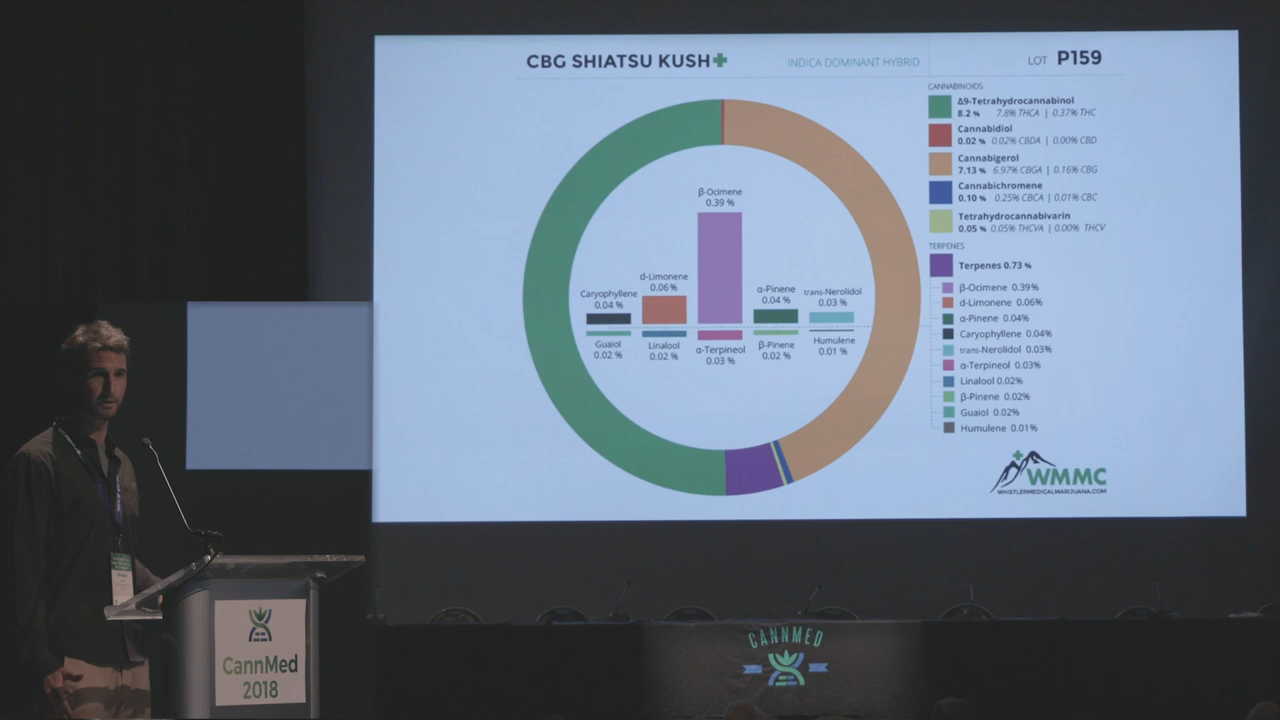 CBG SHIATSU KUSH
INDICA DOMINANT HYBRID
LOT P159
β-Ocimene
0.39 %
d-Limonene
0.06 %
Caryophyllene
0.04 %
α-Pinene
0.04 %
trans-Nerolidol
0.03 %
Guaiol
0.02 %
Linalool
0.02 %
α-Terpineol
0.03 %
β-Pinene
0.02 %
Humulene
0.01 %
CANNABINOIDS
Δ9-Tetrahydrocannabinol
8.2 % 7.8% THCA | 0.37% THC
Cannabidiol
0.02 % 0.02% CBDA | 0.00% CBD
Cannabigerol
7.13 % 6.97% CBGA | 0.16% CBG
Cannabichromene
0.10 % 0.25% CBCA | 0.01% CBC
Tetrahydrocannabivarin
0.05 % 0.05% THCVA | 0.00% THCV
TERPENES
Terpenes 0.73 %
β-Ocimene 0.39%
d-Limonene 0.06%
α-Pinene 0.04%
Caryophyllene 0.04%
trans-Nerolidol 0.03%
α-Terpineol 0.03%
Linalool 0.02%
β-Pinene 0.02%
Guaiol 0.02%
Humulene 0.01%
WMMC
WHISTLERMEDICALMARIJUANA.COM
CannMed
2018
CANNMED